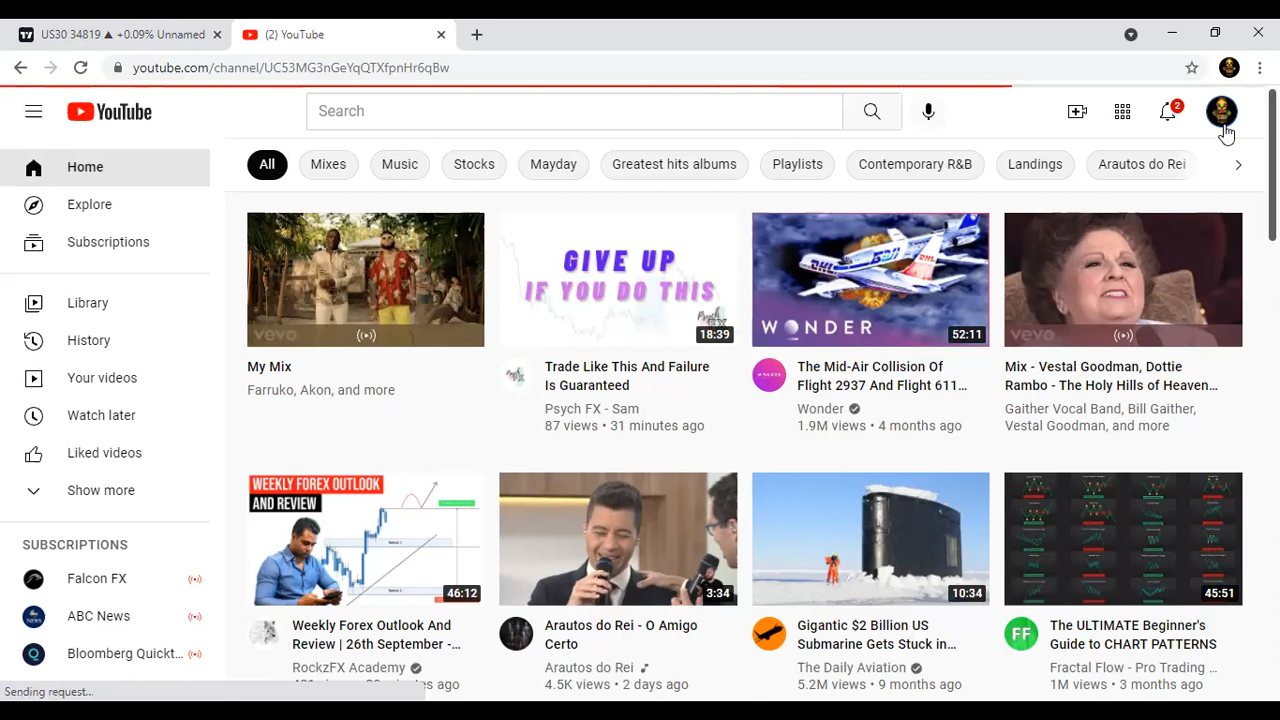 US30 34819 ▲ +0.09% Unnamed
(2) YouTube
youtube.com/channel/UC53MG3nGeYqQTXfpnHr6qBw
YouTube
Search
2
Home
Explore
Subscriptions
Library
History
Your videos
Watch later
Liked videos
Show more
SUBSCRIPTIONS
Falcon FX
ABC News
Bloomberg Quickt...
Sending request...
All
Mixes
Music
Stocks
Mayday
Greatest hits albums
Playlists
Contemporary R&B
Landings
Arautos do Rei
vevo
My Mix
Farruko, Akon, and more
GIVE UP
IF YOU DO THIS
18:39
Trade Like This And Failure
Is Guaranteed
Psych FX - Sam
87 views • 31 minutes ago
WONDER
52:11
The Mid-Air Collision Of
Flight 2937 And Flight 611...
Wonder
1.9M views • 4 months ago
vevo
Mix - Vestal Goodman, Dottie
Rambo - The Holy Hills of Heaven...
Gaither Vocal Band, Bill Gaither,
Vestal Goodman, and more
WEEKLY FOREX OUTLOOK
AND REVIEW
46:12
Weekly Forex Outlook And
Review | 26th September -...
RockzFX Academy
3:34
Arautos do Rei - O Amigo
Certo
Arautos do Rei
4.5K views • 2 days ago
10:34
Gigantic $2 Billion US
Submarine Gets Stuck in...
The Daily Aviation
5.2M views • 9 months ago
45:51
FF
The ULTIMATE Beginner's
Guide to CHART PATTERNS
Fractal Flow - Pro Trading ...
1M views • 3 months ago